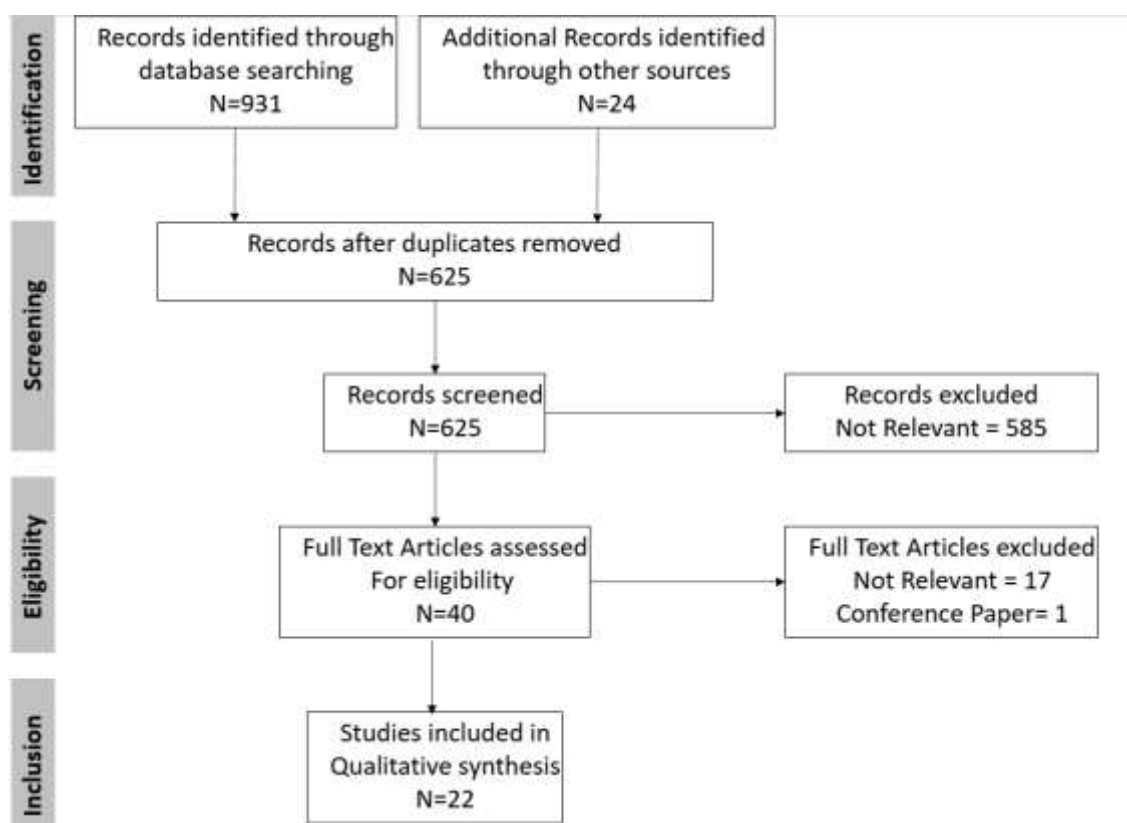 Identification
Records identified through
database searching
N=931
Additional Records identified
through other sources
N=24
Screening
Records after duplicates removed
N=625
Records screened
N=625
Records excluded
Not Relevant = 585
Eligibility
Full Text Articles assessed
For eligibility
N=40
Full Text Articles excluded
Not Relevant = 17
Conference Paper= 1
Inclusion
Studies included in
Qualitative synthesis
N=22